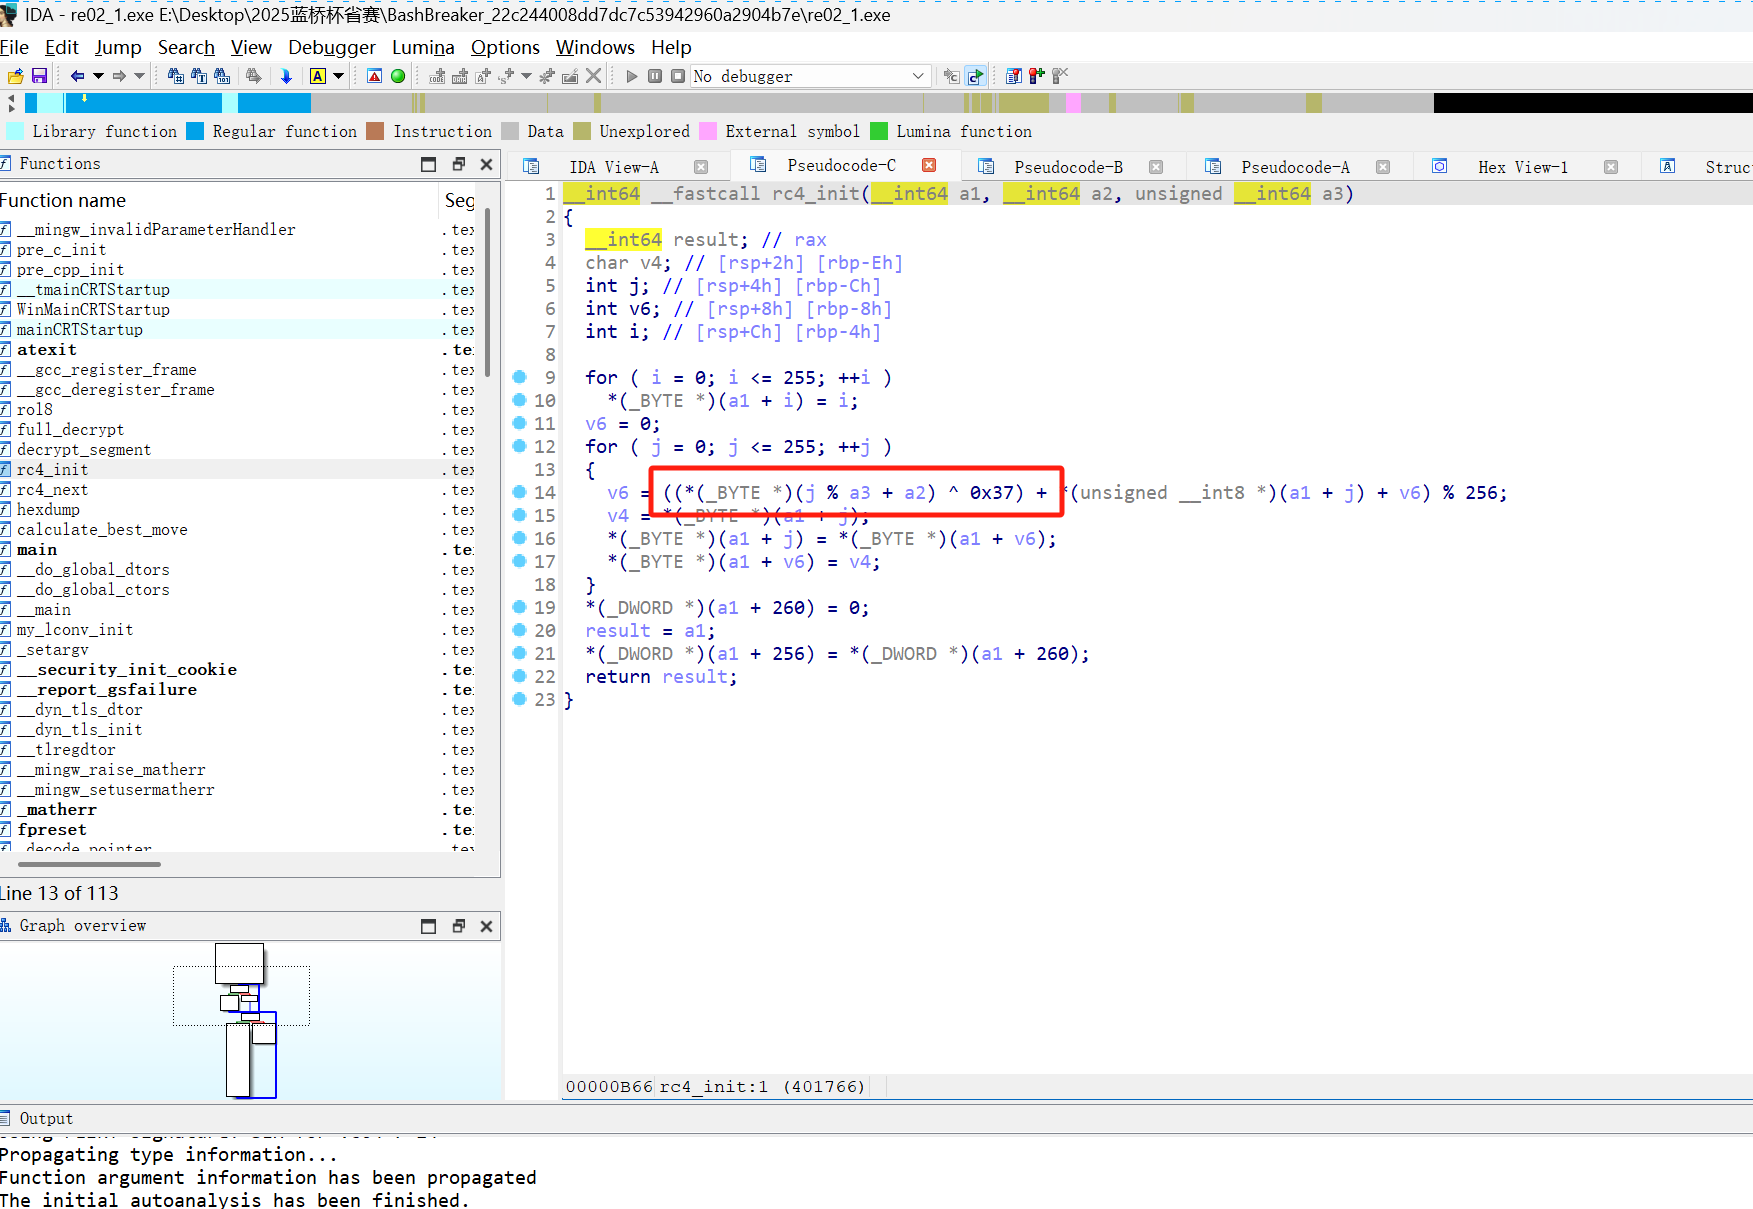 IDA - re02_1.exe E:\Desktop\2025蓝桥杯省赛\BashBreaker_22c244008dd7dc7c53942960a2904b7e\re02_1.exe
File Edit Jump Search View Debugger Lumina Options Windows Help
No debugger
Library function Regular function Instruction Data Unexplored External symbol Lumina function
Functions
Function name Seg
__mingw_invalidParameterHandler .tex
pre_c_init .tex
pre_cpp_init .tex
__tmainCRTStartup .tex
WinMainCRTStartup .tex
mainCRTStartup .tex
atexit .te
__gcc_register_frame .tex
__gcc_deregister_frame .tex
rol8 .tex
full_decrypt .tex
decrypt_segment .tex
rc4_init .tex
rc4_next .tex
hexdump .tex
calculate_best_move .tex
main .te
__do_global_dtors .tex
__do_global_ctors .tex
__main .tex
my_lconv_init .tex
_setargv .tex
__security_init_cookie .te
__report_gsfailure .te
__dyn_tls_dtor .tex
__dyn_tls_init .tex
__tlregdtor .tex
__mingw_raise_matherr .tex
__mingw_setusermatherr .tex
_matherr .te
fpreset .te
_decode_pointer .tex
Line 13 of 113
Graph overview
IDA View-A Pseudocode-C Pseudocode-B Pseudocode-A Hex View-1 Struc
1 __int64 __fastcall rc4_init(__int64 a1, __int64 a2, unsigned __int64 a3)
2 {
3 __int64 result; // rax
4 char v4; // [rsp+2h] [rbp-Eh]
5 int j; // [rsp+4h] [rbp-Ch]
6 int v6; // [rsp+8h] [rbp-8h]
7 int i; // [rsp+Ch] [rbp-4h]
8
9 for ( i = 0; i <= 255; ++i )
10 *(_BYTE *)(a1 + i) = i;
11 v6 = 0;
12 for ( j = 0; j <= 255; ++j )
13 {
14 v6 = ((*(_BYTE *)(j % a3 + a2) ^ 0x37) + *(unsigned __int8 *)(a1 + j) + v6) % 256;
15 v4 = *(_BYTE *)(a1 + j);
16 *(_BYTE *)(a1 + j) = *(_BYTE *)(a1 + v6);
17 *(_BYTE *)(a1 + v6) = v4;
18 }
19 *(_DWORD *)(a1 + 260) = 0;
20 result = a1;
21 *(_DWORD *)(a1 + 256) = *(_DWORD *)(a1 + 260);
22 return result;
23 }
00000B66 rc4_init:1 (401766)
Output
Propagating type information...
Function argument information has been propagated
The initial autoanalysis has been finished.